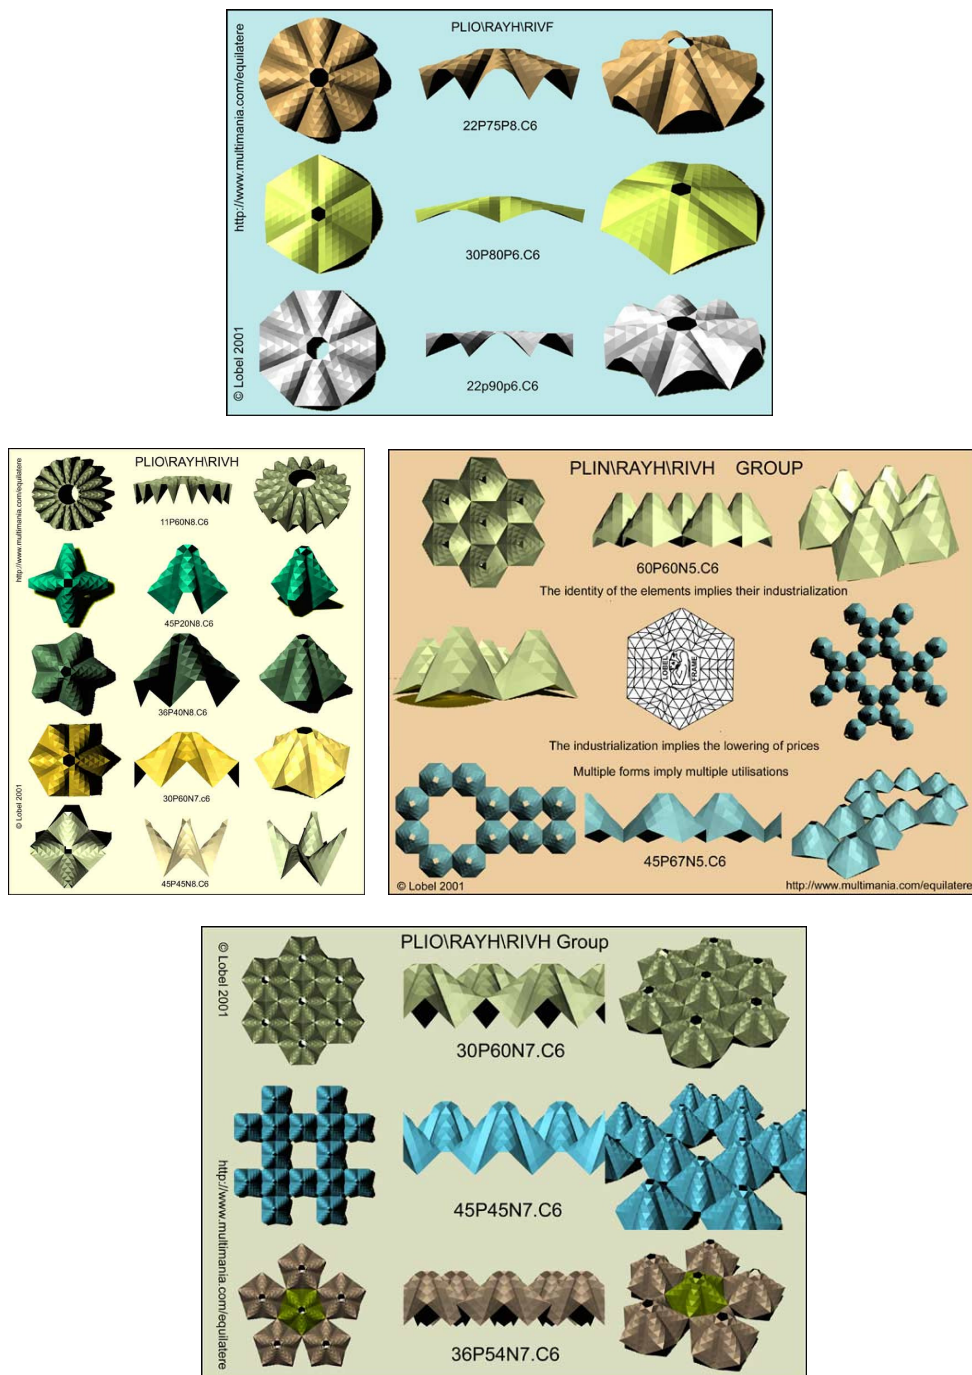 PLIO\RAYH\RIVF
http://www.multimania.com/equilatere
22P75P8.C6
30P80P6.C6
22p90p6.C6
© Lobel 2001
PLIO\RAYH\RIVH
http://www.multimania.com/equilatere
11P60N8.C6
45P20N8.C6
36P40N8.C6
30P60N7.c6
45P45N8.C6
© Lobel 2001
PLIN\RAYH\RIVH GROUP
60P60N5.C6
The identity of the elements implies their industrialization
LOBEL
FRAME
The industrialization implies the lowering of prices
Multiple forms imply multiple utilisations
45P67N5.C6
© Lobel 2001
http://www.multimania.com/equilatere
PLIO\RAYH\RIVH Group
© Lobel 2001
30P60N7.C6
45P45N7.C6
http://www.multimania.com/equilatere
36P54N7.C6